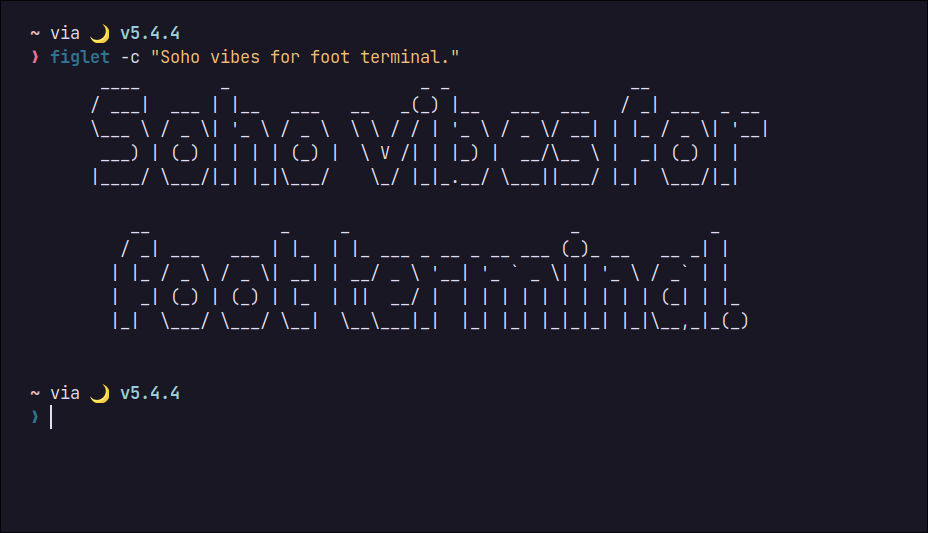 ~ via 🌙 v5.4.4
❯ figlet -c "Soho vibes for foot terminal."
Soho vibes for
foot terminal.
~ via 🌙 v5.4.4
❯